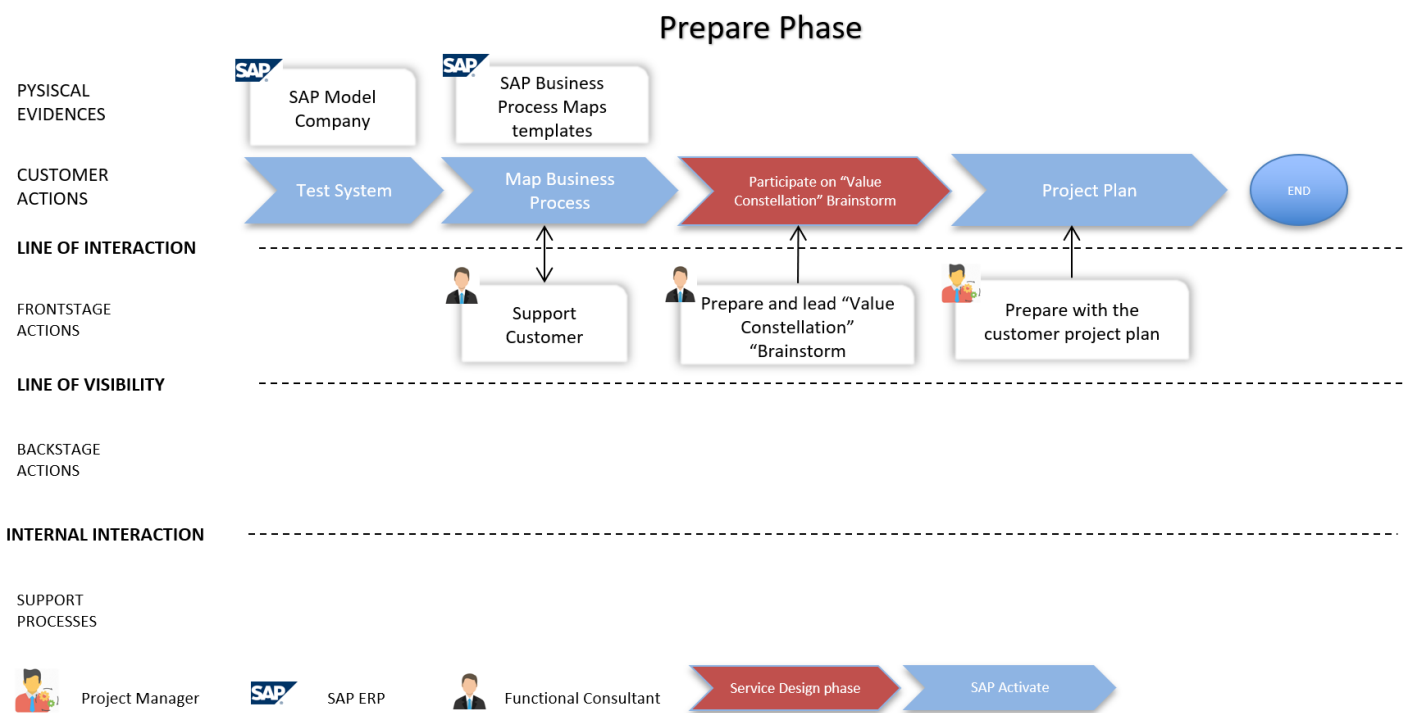 Prepare Phase
PYSISCAL
EVIDENCES
SAP
SAP Model
Company
SAP
SAP Business
Process Maps
templates
CUSTOMER
ACTIONS
Test System
Map Business
Process
Participate on “Value
Constellation” Brainstorm
Project Plan
END
LINE OF INTERACTION
FRONTSTAGE
ACTIONS
Support
Customer
Prepare and lead “Value
Constellation”
“Brainstorm
Prepare with the
customer project plan
LINE OF VISIBILITY
BACKSTAGE
ACTIONS
INTERNAL INTERACTION
SUPPORT
PROCESSES
Project Manager
SAP
SAP ERP
Functional Consultant
Service Design phase
SAP Activate